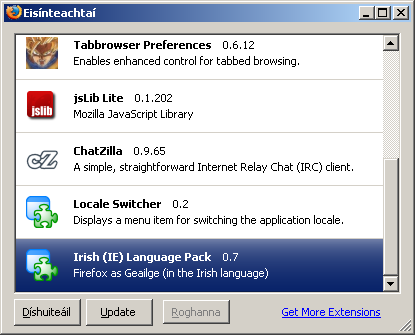 Eisínteachtaí
Tabbrowser Preferences 0.6.12
Enables enhanced control for tabbed browsing.
jslib
jsLib Lite 0.1.202
Mozilla JavaScript Library
cZ
ChatZilla 0.9.65
A simple, straightforward Internet Relay Chat (IRC) client.
Locale Switcher 0.2
Displays a menu item for switching the application locale.
Irish (IE) Language Pack 0.7
Firefox as Geailge (in the Irish language)
Díshuiteáil Update Roghanna Get More Extensions